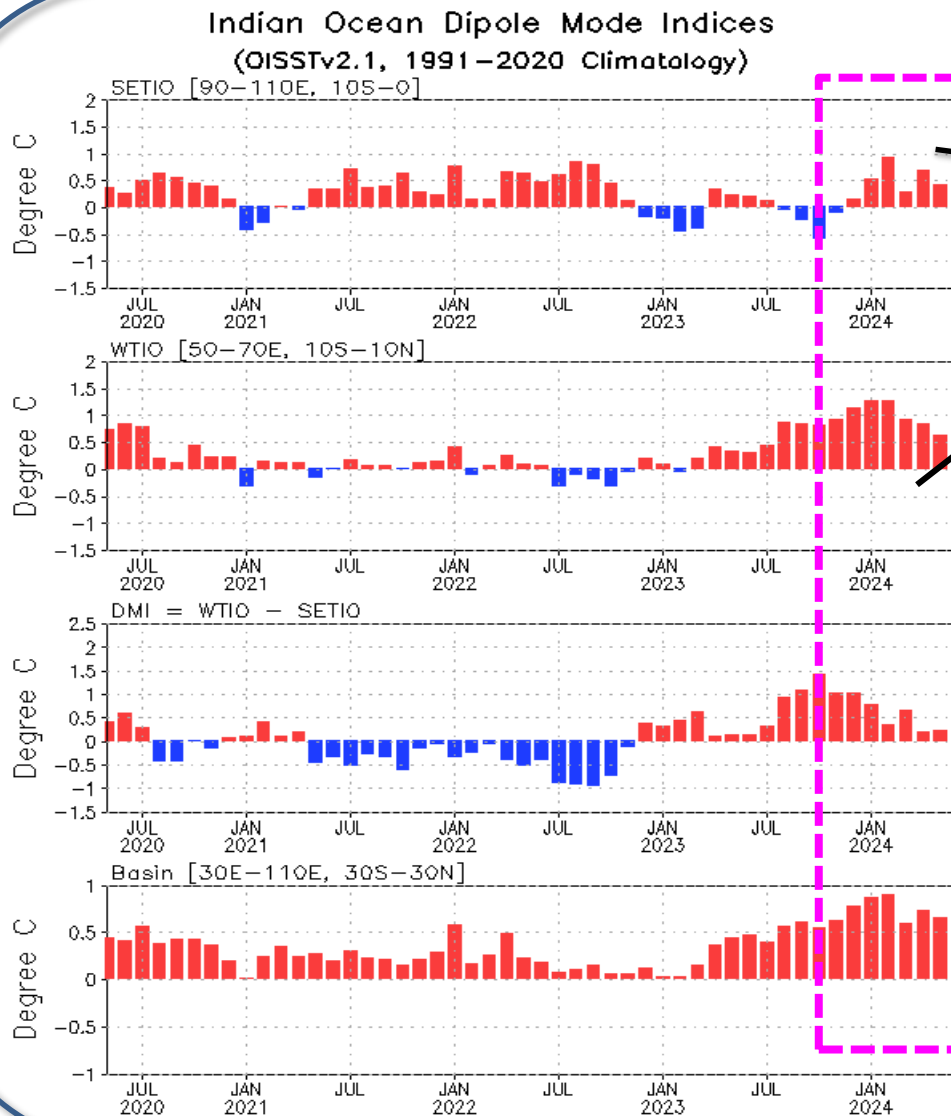 Indian Ocean Dipole Mode Indices
(OISSTv2.1, 1991−2020 Climatology)
SETIO [90−110E, 10S−0]
Degree C
2
1.5
1
0.5
0
−0.5
−1
−1.5
JUL JAN JUL JAN JUL JAN JUL JAN
2020 2021 2022 2023 2024
WTIO [50−70E, 10S−10N]
Degree C
2
1.5
1
0.5
0
−0.5
−1
−1.5
JUL JAN JUL JAN JUL JAN JUL JAN
2020 2021 2022 2023 2024
DMI = WTIO − SETIO
Degree C
2.5
2
1.5
1
0.5
0
−0.5
−1
−1.5
JUL JAN JUL JAN JUL JAN JUL JAN
2020 2021 2022 2023 2024
Basin [30E−110E, 30S−30N]
Degree C
1
0.5
0
−0.5
−1
JUL JAN JUL JAN JUL JAN JUL JAN
2020 2021 2022 2023 2024